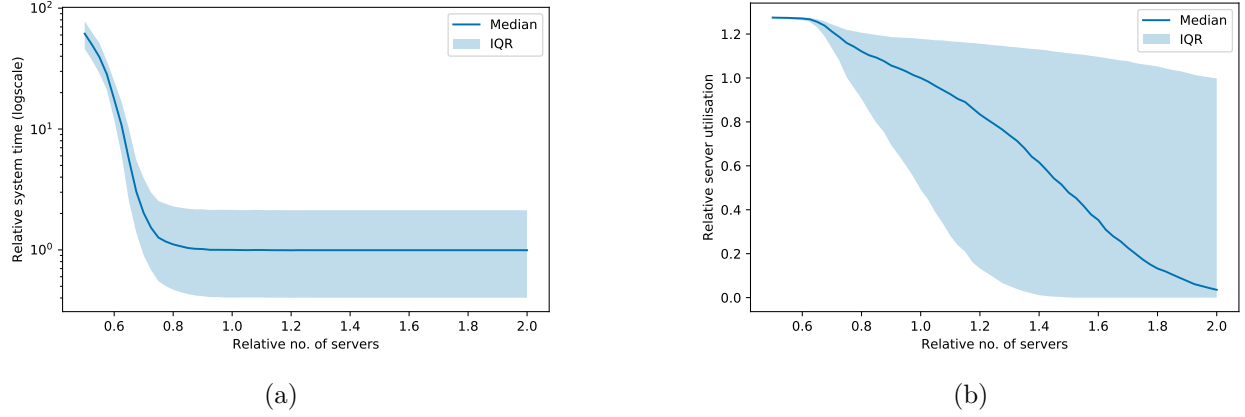 10²
10¹
10⁰
Relative system time (logscale)
0.6 0.8 1.0 1.2 1.4 1.6 1.8 2.0
Relative no. of servers
Median
IQR
(a)
1.2
1.0
0.8
0.6
0.4
0.2
0.0
Relative server utilisation
0.6 0.8 1.0 1.2 1.4 1.6 1.8 2.0
Relative no. of servers
Median
IQR
(b)